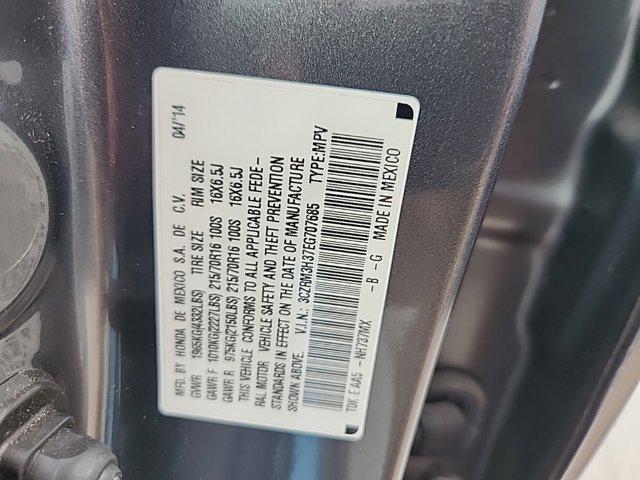 MFD. BY HONDA DE MEXICO S.A. DE C.V. 04/'14
GVWR 1965KG(4332LBS) TIRE SIZE RIM SIZE
GAWR F 1010KG(2227LBS) 215/70R16 100S 16X6.5J
GAWR R 975KG(2150LBS) 215/70R16 100S 16X6.5J
THIS VEHICLE CONFORMS TO ALL APPLICABLE FEDE-
RAL MOTOR VEHICLE SAFETY AND THEFT PREVENTION
STANDARDS IN EFFECT ON THE DATE OF MANUFACTURE
SHOWN ABOVE. V.I.N.: 3CZRM3H37EG707685 TYPE:MPV
TOK E AA5 -NH737MX -B -G MADE IN MEXICO